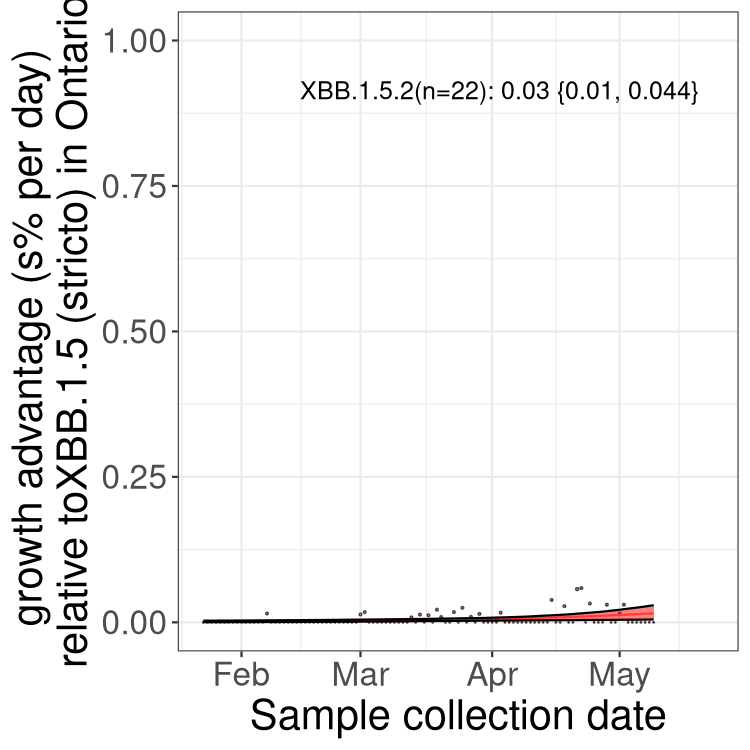 growth advantage (s% per day)
relative toXBB.1.5 (stricto) in Ontario
1.00
XBB.1.5.2(n=22): 0.03 {0.01, 0.044}
0.75
0.50
0.25
0.00
Feb Mar Apr May
Sample collection date